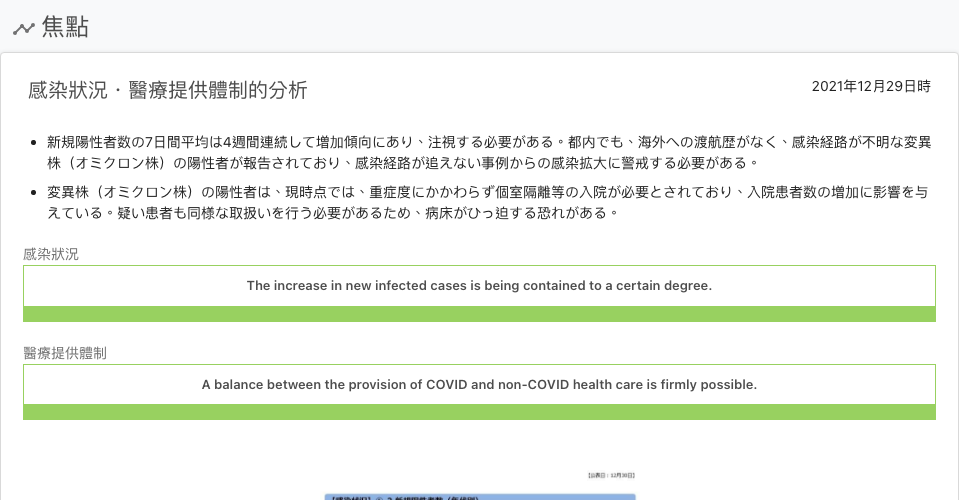 焦點
感染狀況・醫療提供體制的分析
2021年12月29日時
新規陽性者数の7日間平均は4週間連続して増加傾向にあり、注視する必要がある。都内でも、海外への渡航歴がなく、感染経路が不明な変異
株（オミクロン株）の陽性者が報告されており、感染経路が追えない事例からの感染拡大に警戒する必要がある。
変異株（オミクロン株）の陽性者は、現時点では、重症度にかかわらず個室隔離等の入院が必要とされており、入院患者数の増加に影響を与
えている。疑い患者も同様な取扱いを行う必要があるため、病床がひっ迫する恐れがある。
感染狀況
The increase in new infected cases is being contained to a certain degree.
醫療提供體制
A balance between the provision of COVID and non-COVID health care is firmly possible.